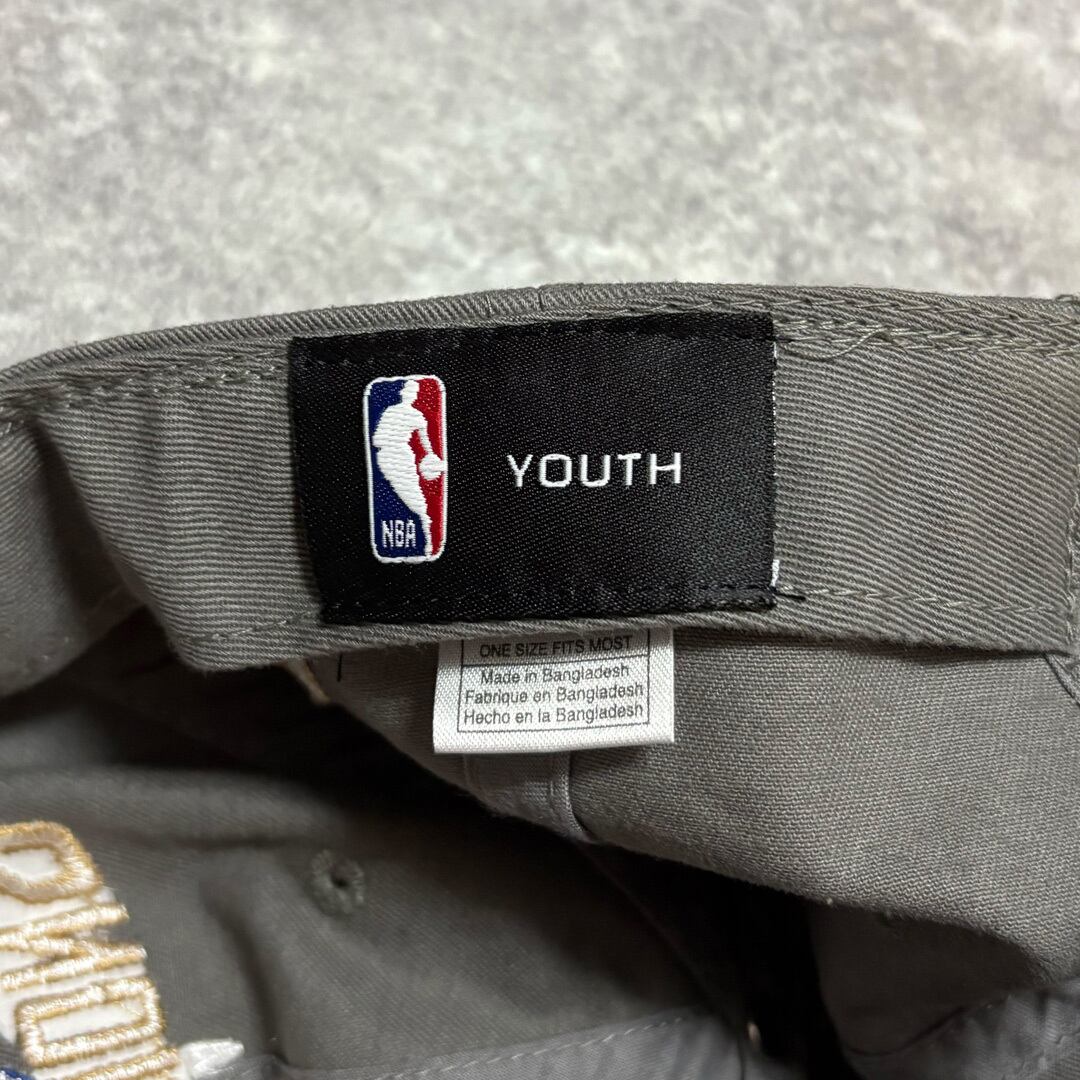 NBA
YOUTH
ONE SIZE FITS MOST
Made in Bangladesh
Fabrique en Bangladesh
Hecho en la Bangladesh